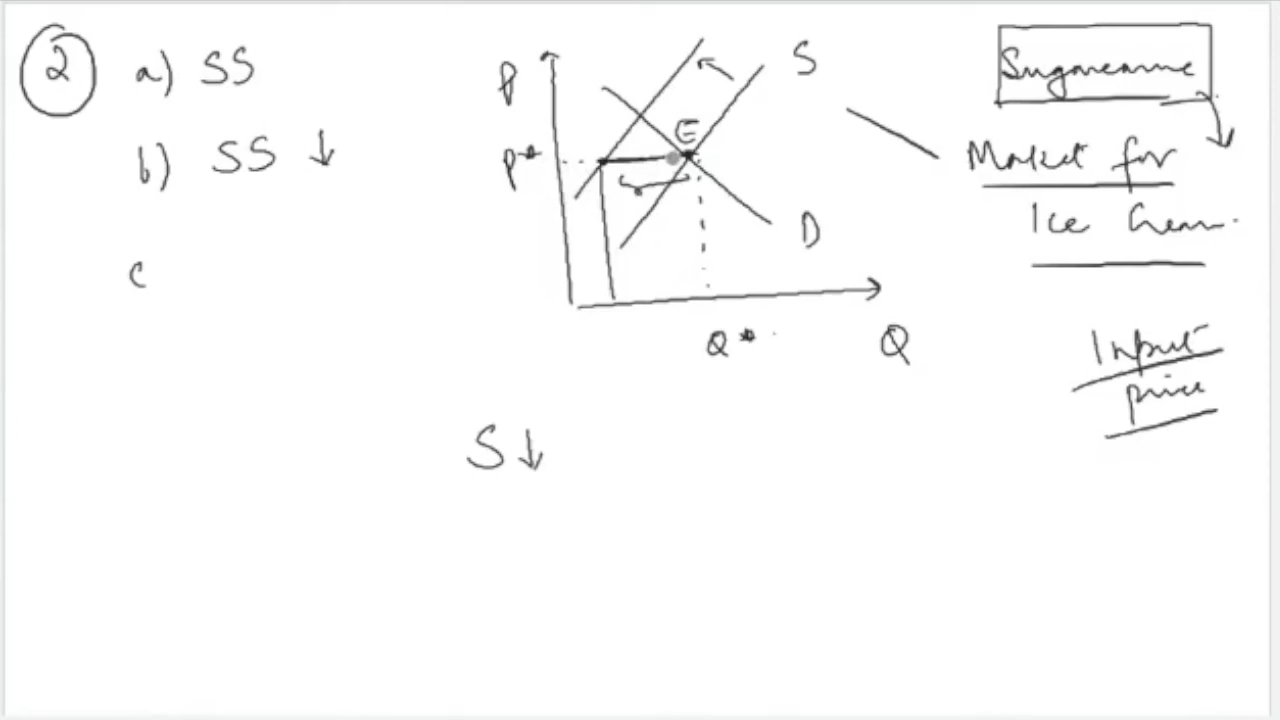 2
a) SS
b) SS ↓
c
P
P*
E
S
D
Q*
Q
S ↓
Sugarcane
Market for
Ice Cream
Input
price